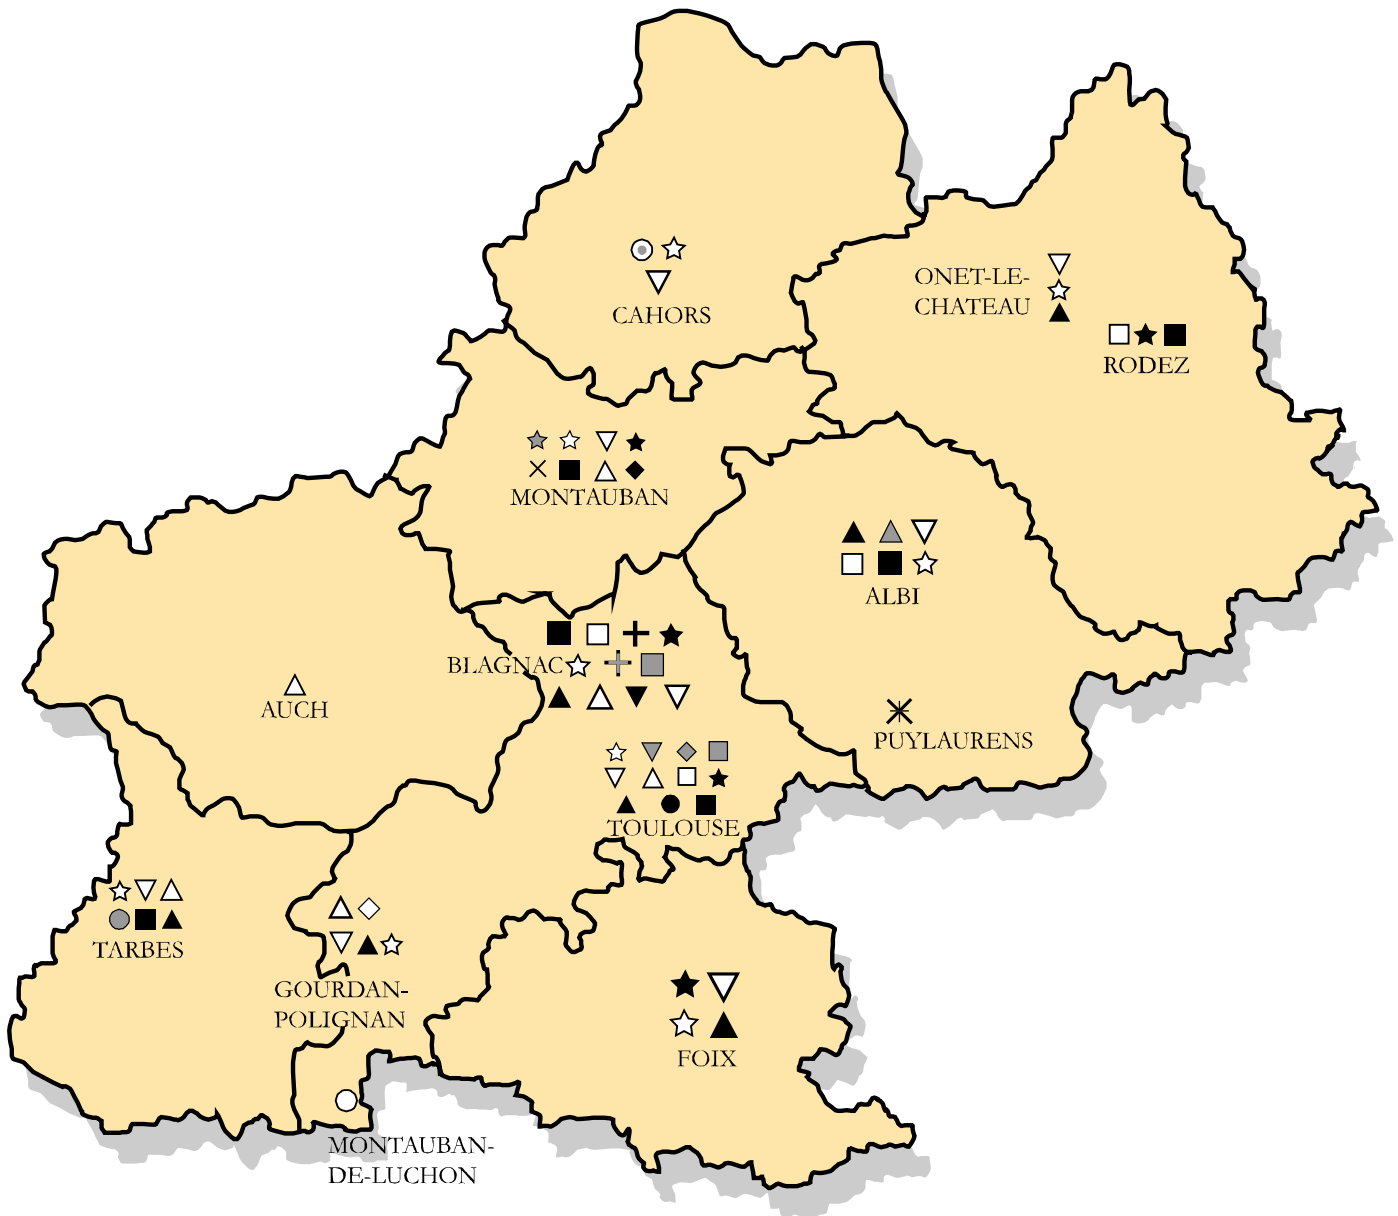 CAHORS
ONET-LE-
CHATEAU
RODEZ
MONTAUBAN
ALBI
BLAGNAC
AUCH
PUYLAURENS
TOULOUSE
TARBES
GOURDAN-
POLIGNAN
FOIX
MONTAUBAN-
DE-LUCHON